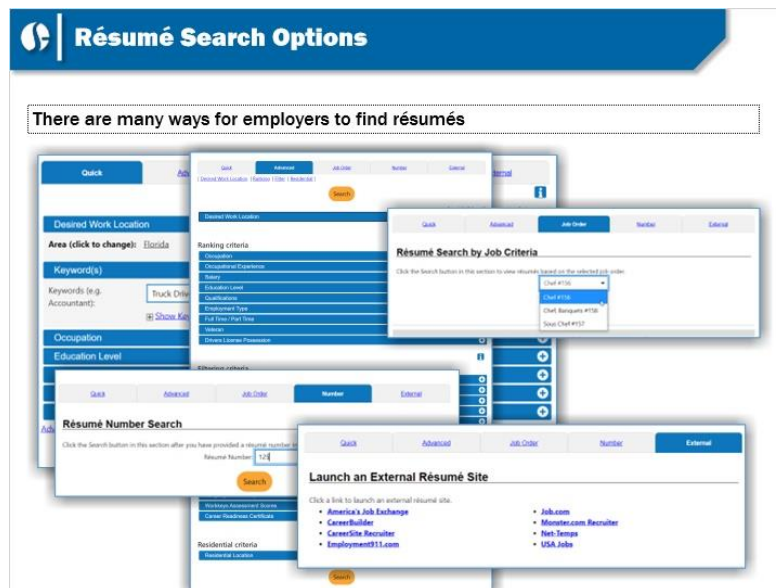 Résumé Search Options
There are many ways for employers to find résumés
Quick
Desired Work Location
Area (click to change): Florida
Keyword(s)
Keywords (e.g. Accountant):
Truck Driv
Show Key
Occupation
Education Level
Quick Advanced Job Order Number External
[ Desired Work Location | Ranking | Filter | Residential ]
Search
Desired Work Location
Ranking criteria
Occupation
Occupational Experience
Salary
Education Level
Qualifications
Employment Type
Full Time / Part Time
Veteran
Drivers License Possession
Filtering criteria
Workkeys Assessment Scores
Career Readiness Certificate
Residential criteria
Residential Location
Search
Quick Advanced Job Order Number External
Résumé Search by Job Criteria
Click the Search button in this section to view résumés based on the selected job order.
Chef #156
Chef #156
Chef, Banquets #158
Sous Chef #157
Quick Advanced Job Order Number External
Résumé Number Search
Click the Search button in this section after you have provided a résumé number
Résumé Number: 125
Search
Quick Advanced Job Order Number External
Launch an External Résumé Site
Click a link to launch an external résumé site.
America's Job Exchange
CareerBuilder
CareerSite Recruiter
Employment911.com
Job.com
Monster.com Recruiter
Net-Temps
USA Jobs